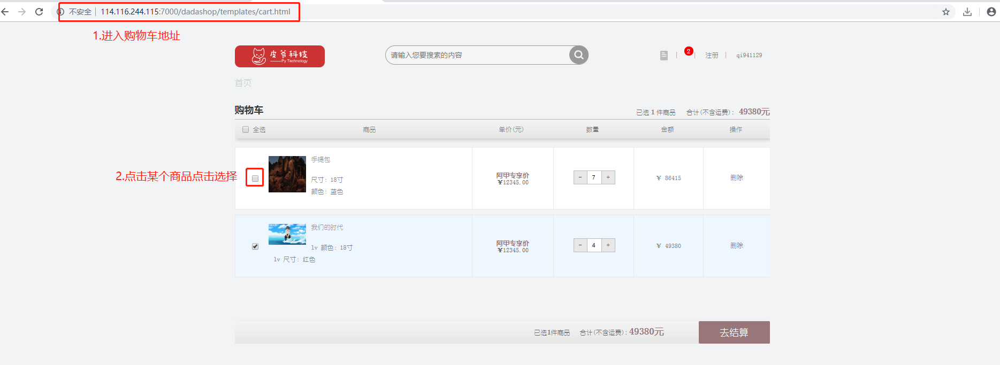 不安全 114.116.244.115:7000/dadashop/templates/cart.html
1.进入购物车地址
皮爷科技
Py Technology
请输入您要搜索的内容
2 注册 qi941129
首页
购物车 已选 1 件商品 合计(不含运费): 49380元
全选 商品 单价(元) 数量 金额 操作
2.点击某个商品点击选择
手提包
尺寸: 18寸
颜色: 蓝色
阿甲专享价
¥12345.00
- 7 +
¥ 86415
删除
我们的时代
lv 颜色: 18寸
lv 尺寸: 红色
阿甲专享价
¥12345.00
- 4 +
¥ 49380
删除
已选1件商品 合计(不含运费):49380元 去结算